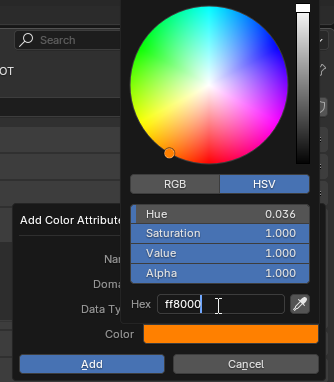 Search
OT
RGB HSV
Hue 0.036
Saturation 1.000
Value 1.000
Alpha 1.000
Hex ff8000
Add Color Attribute
Nar
Doma
Data Ty
Color
Add Cancel